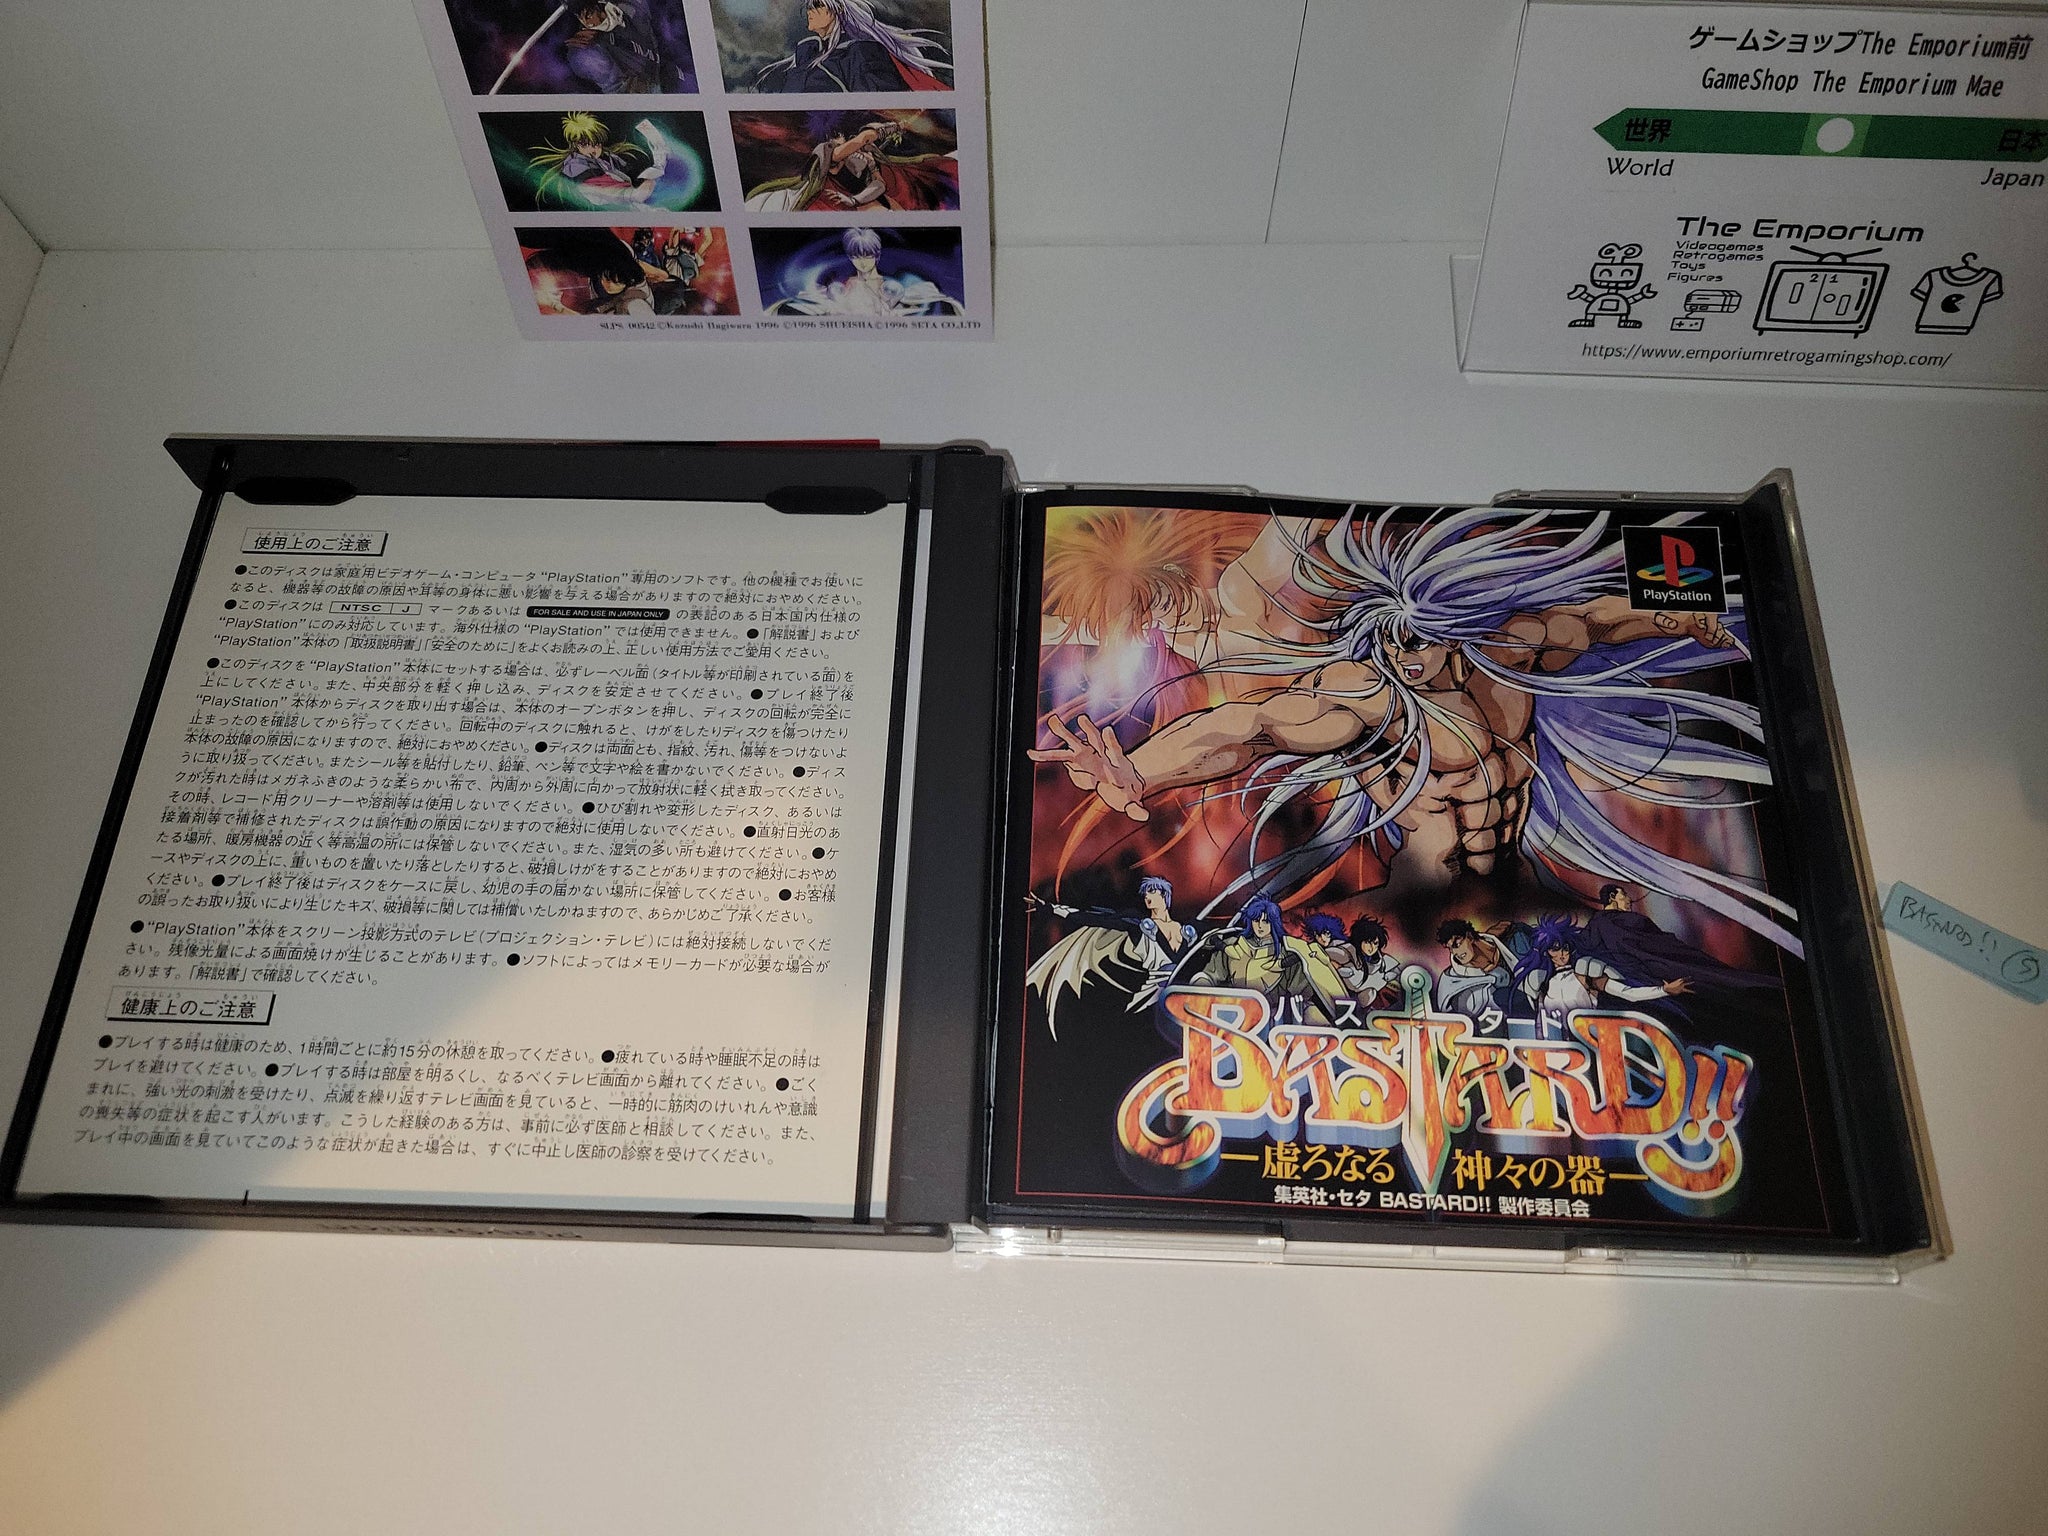 SLPS 00542 ©Kazushi Hagiwara 1996 ©1996 SHUEISHA ©1996 SETA CO.,LTD
ゲームショップThe Emporium前
GameShop The Emporium Mae
世界
日本
World
Japan
The Emporium
Videogames
Retrogames
Toys
Figures
https://www.emporiumretrogamingshop.com/
使用上のご注意
●このディスクは家庭用ビデオゲーム・コンピュータ “PlayStation” 専用のソフトです。他の機種でお使いに
なると、機器等の故障の原因や耳等の身体に悪い影響を与える場合がありますので絶対におやめください。
●このディスクは NTSC J マークあるいは FOR SALE AND USE IN JAPAN ONLY の表記のある日本国内仕様の
“PlayStation”にのみ対応しています。海外仕様の “PlayStation” では使用できません。●「解説書」および
“PlayStation”本体の「取扱説明書」「安全のために」をよくお読みの上、正しい使用方法でご愛用ください。
●このディスクを “PlayStation” 本体にセットする場合は、必ずレーベル面（タイトル等が印刷されている面）を
上にしてください。また、中央部分を軽く押し込み、ディスクを安定させてください。●プレイ終了後
“PlayStation” 本体からディスクを取り出す場合は、本体のオープンボタンを押し、ディスクの回転が完全に
止まったのを確認してから行ってください。回転中のディスクに触れると、けがをしたりディスクを傷つけたり
本体の故障の原因になりますので、絶対におやめください。●ディスクは両面とも、指紋、汚れ、傷等をつけないよ
うに取り扱ってください。またシール等を貼付したり、鉛筆、ペン等で文字や絵を書かないでください。●ディス
クが汚れた時はメガネふきのような柔らかい布で、内周から外周に向かって放射状に軽く拭き取ってください。
その時、レコード用クリーナーや溶剤等は使用しないでください。●ひび割れや変形したディスク、あるいは
接着剤等で補修されたディスクは誤作動の原因になりますので絶対に使用しないでください。●直射日光のあ
たる場所、暖房機器の近く等高温の所には保管しないでください。また、湿気の多い所も避けてください。●ケ
ースやディスクの上に、重いものを置いたり落としたりすると、破損しけがをすることがありますので絶対におやめ
ください。●プレイ終了後はディスクをケースに戻し、幼児の手の届かない場所に保管してください。●お客様
の誤ったお取り扱いにより生じたキズ、破損等に関しては補償いたしかねますので、あらかじめご了承ください。
●“PlayStation”本体をスクリーン投影方式のテレビ（プロジェクション・テレビ）には絶対接続しないでくだ
さい。残像光量による画面焼けが生じることがあります。●ソフトによってはメモリーカードが必要な場合が
あります。「解説書」で確認してください。
健康上のご注意
●プレイする時は健康のため、1時間ごとに約15分の休憩を取ってください。●疲れている時や睡眠不足の時は
プレイを避けてください。●プレイする時は部屋を明るくし、なるべくテレビ画面から離れてください。●ごく
まれに、強い光の刺激を受けたり、点滅を繰り返すテレビ画面を見ていると、一時的に筋肉のけいれんや意識
の喪失等の症状を起こす人がいます。こうした経験のある方は、事前に必ず医師と相談してください。また、
プレイ中の画面を見ていてこのような症状が起きた場合は、すぐに中止し医師の診察を受けてください。
PlayStation
バスタード
BASTARD!!
―虚ろなる 神々の器―
集英社・セタ BASTARD!! 製作委員会
BASTARD!! 5